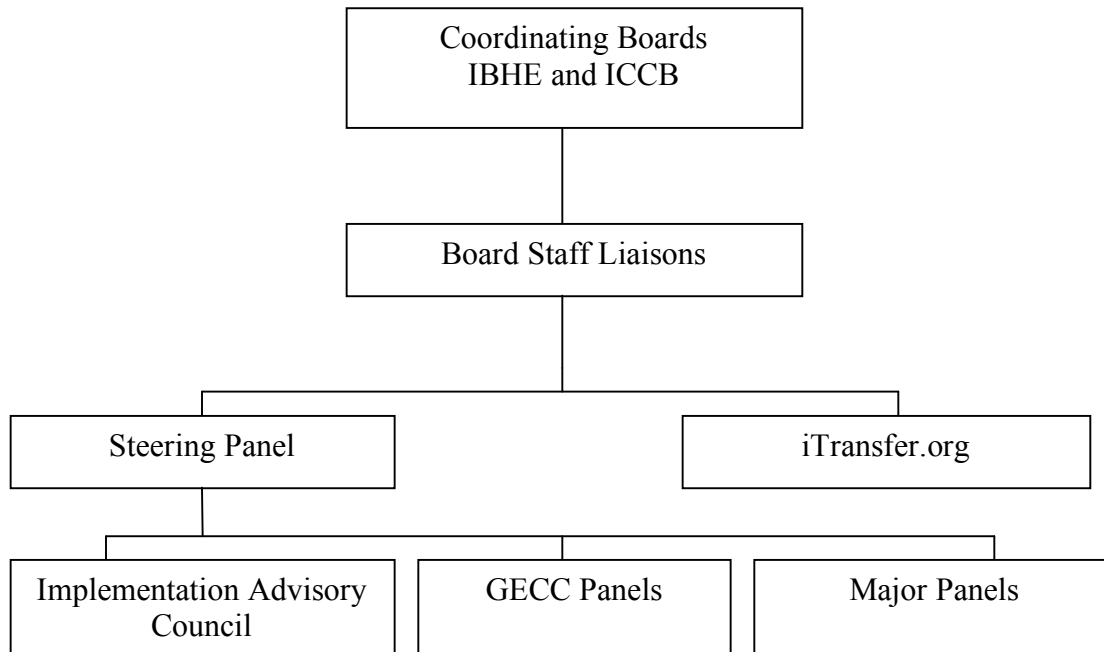 Coordinating Boards
IBHE and ICCB
Board Staff Liaisons
Steering Panel
iTransfer.org
Implementation Advisory
Council
GECC Panels
Major Panels